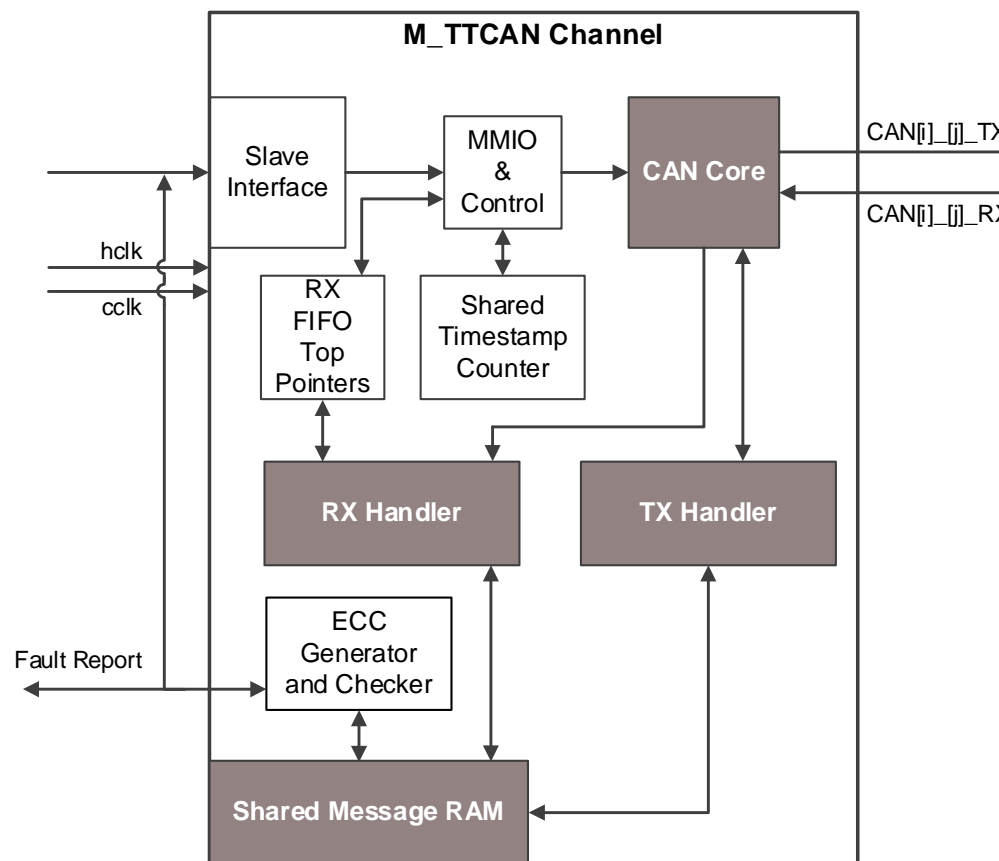 M_TTCAN Channel
Slave
Interface
MMIO
&
Control
CAN Core
CAN[i]_[j]_TX
CAN[i]_[j]_RX
hclk
cclk
RX
FIFO
Top
Pointers
Shared
Timestamp
Counter
RX Handler
TX Handler
ECC
Generator
and Checker
Fault Report
Shared Message RAM